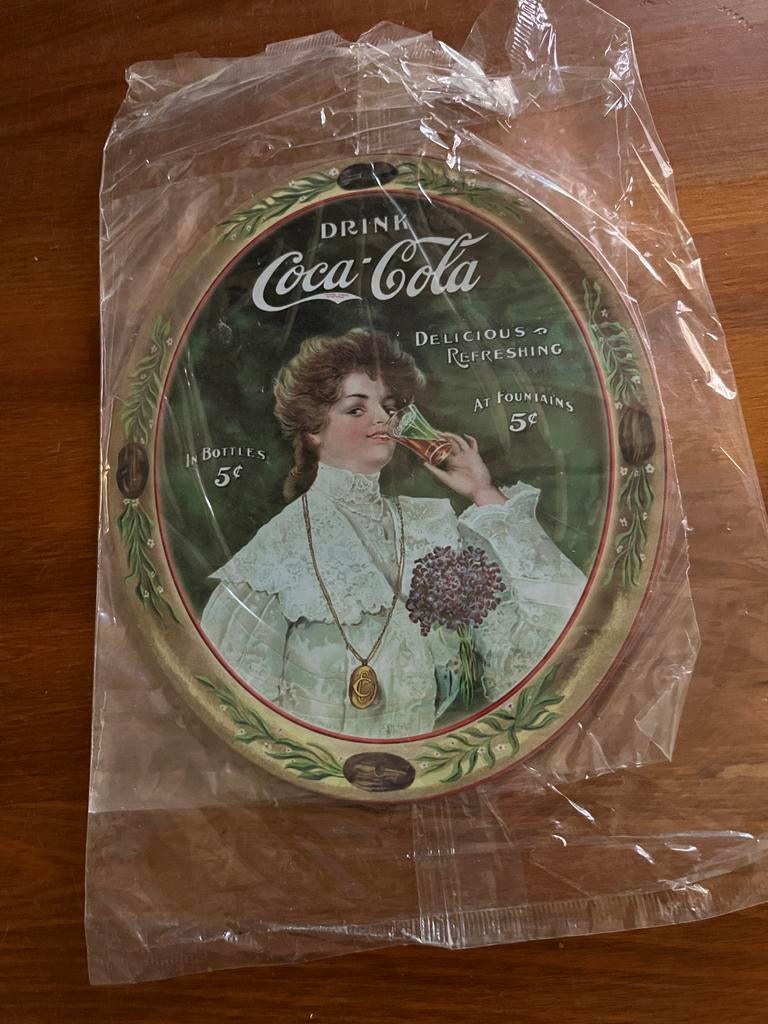 DRINK
Coca-Cola
DELICIOUS
REFRESHING
AT FOUNTAINS
5¢
IN BOTTLES
5¢